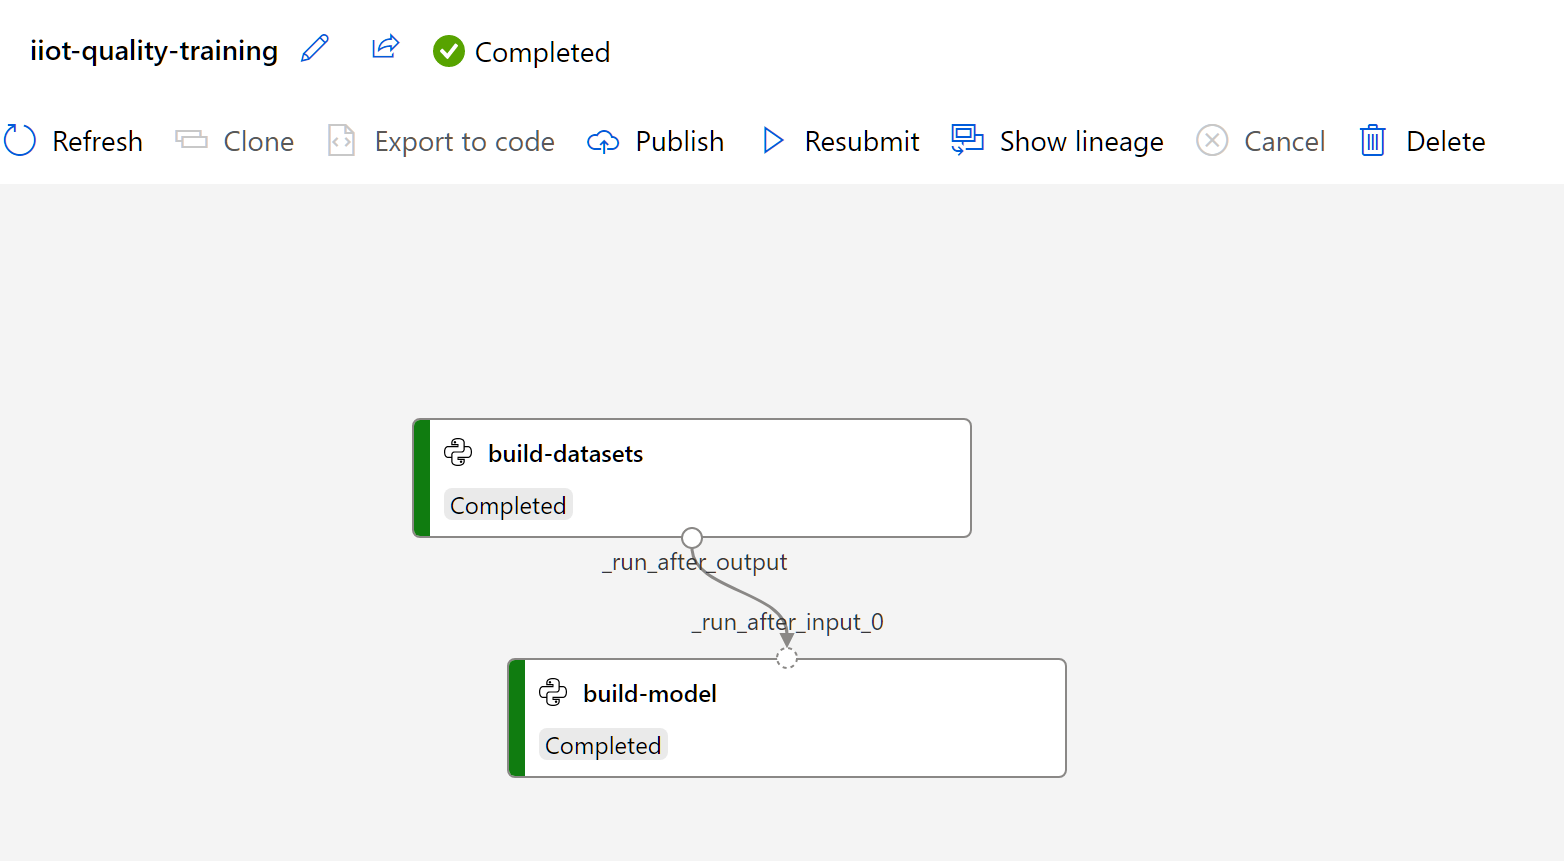 iiot-quality-training Completed
Refresh Clone Export to code Publish Resubmit Show lineage Cancel Delete
build-datasets
Completed
_run_after_output
_run_after_input_0
build-model
Completed